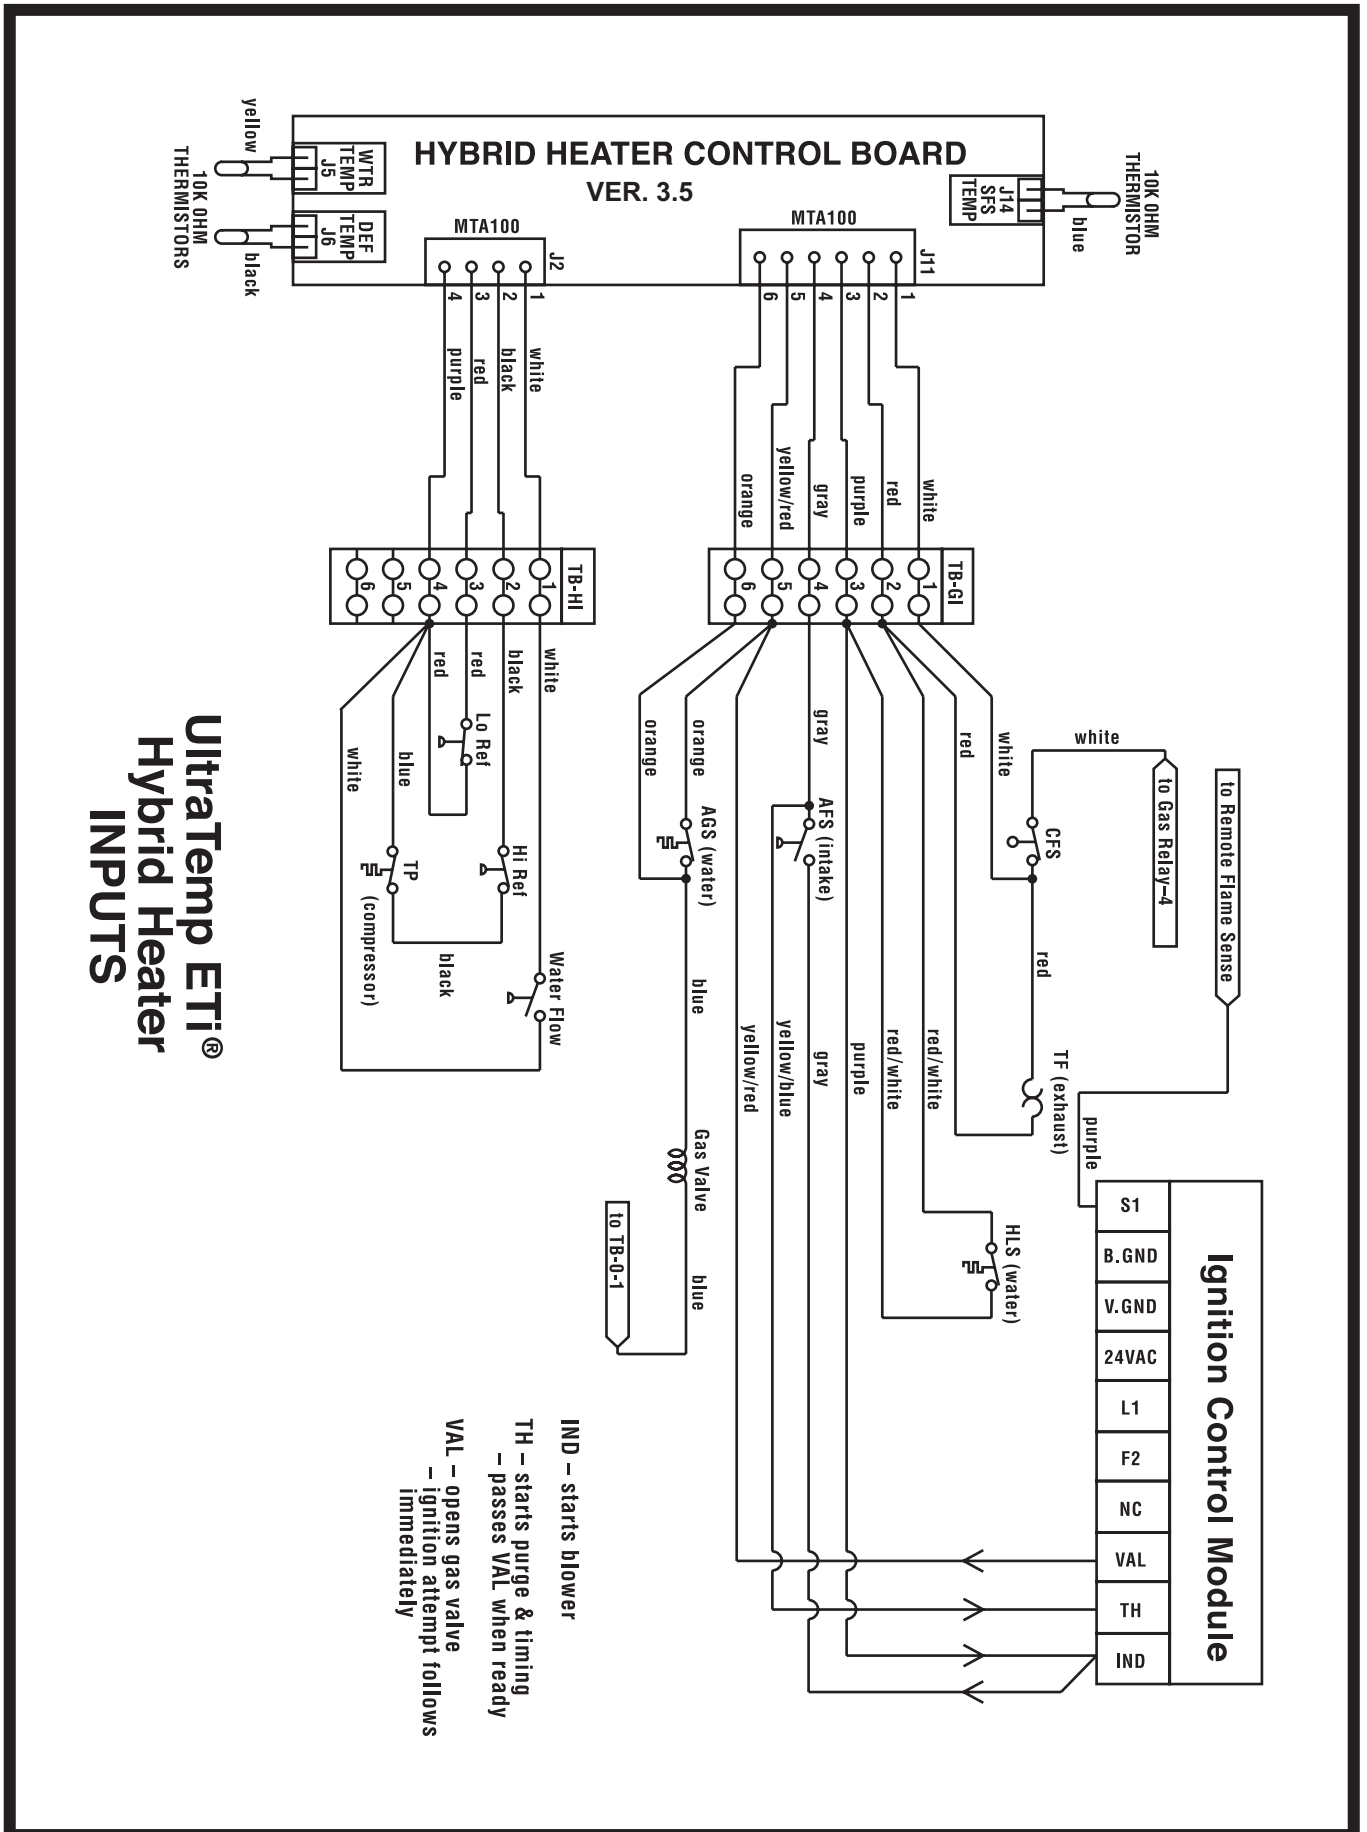 HYBRID HEATER CONTROL BOARD
VER. 3.5
WTR
TEMP
J5
DEF
TEMP
J6
yellow
black
10K OHM
THERMISTORS
J14
SFS
TEMP
blue
10K OHM
THERMISTOR
MTA100
J2
1
2
3
4
white
black
red
purple
MTA100
J11
1
2
3
4
5
6
white
red
purple
gray
yellow/red
orange
TB-HI
1
2
3
4
5
6
TB-GI
1
2
3
4
5
6
white
black
red
red
blue
white
Lo Ref
Hi Ref
TP
(compressor)
black
Water Flow
orange
orange
gray
red
white
white
AGS (water)
AFS (intake)
CFS
to Gas Relay–4
to Remote Flame Sense
red
TF (exhaust)
purple
blue
yellow/red
yellow/blue
gray
purple
red/white
red/white
Gas Valve
blue
to TB-0-1
HLS (water)
Ignition Control Module
S1
B.GND
V.GND
24VAC
L1
F2
NC
VAL
TH
IND
IND – starts blower
TH – starts purge & timing
– passes VAL when ready
VAL – opens gas valve
– ignition attempt follows
immediately
UltraTemp ETi®
Hybrid Heater
INPUTS